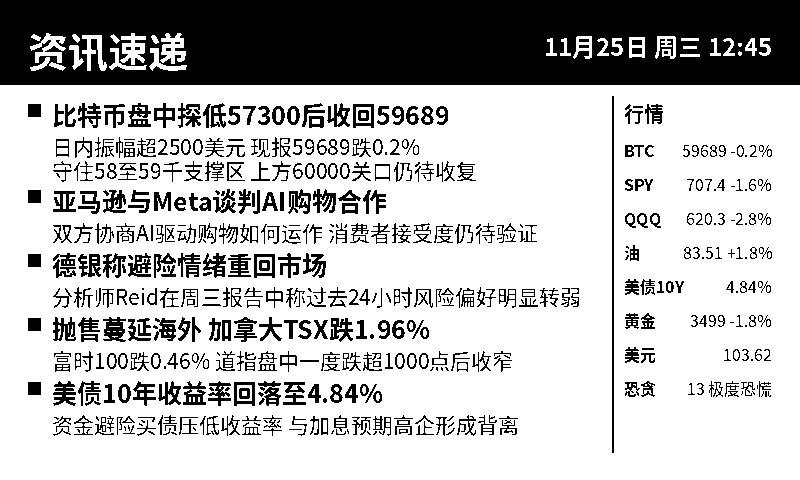 资讯速递
11月25日 周三 12:45
比特币盘中探低57300后收回59689
日内振幅超2500美元 现报59689跌0.2%
守住58至59千支撑区 上方60000关口仍待收复
亚马逊与Meta谈判AI购物合作
双方协商AI驱动购物如何运作 消费者接受度仍待验证
德银称避险情绪重回市场
分析师Reid在周三报告中称过去24小时风险偏好明显转弱
抛售蔓延海外 加拿大TSX跌1.96%
富时100跌0.46% 道指盘中一度跌超1000点后收窄
美债10年收益率回落至4.84%
资金避险买债压低收益率 与加息预期高企形成背离
行情
BTC 59689 -0.2%
SPY 707.4 -1.6%
QQQ 620.3 -2.8%
油 83.51 +1.8%
美债10Y 4.84%
黄金 3499 -1.8%
美元 103.62
恐贪 13 极度恐慌